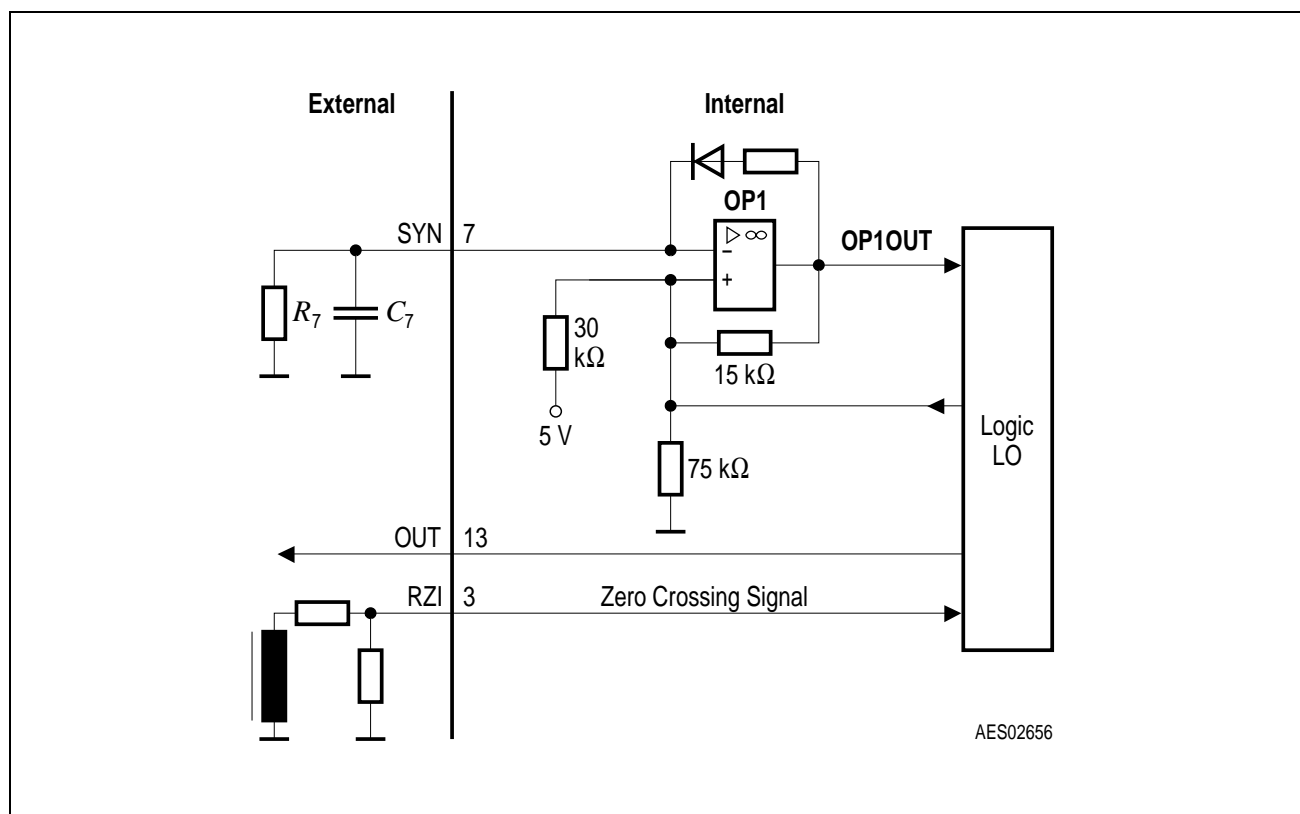 External
Internal
OP1
SYN 7
▷ ∞
−
+
OP1OUT
R7
C7
30
kΩ
15 kΩ
5 V
75 kΩ
Logic
LO
OUT 13
RZI 3
Zero Crossing Signal
AES02656